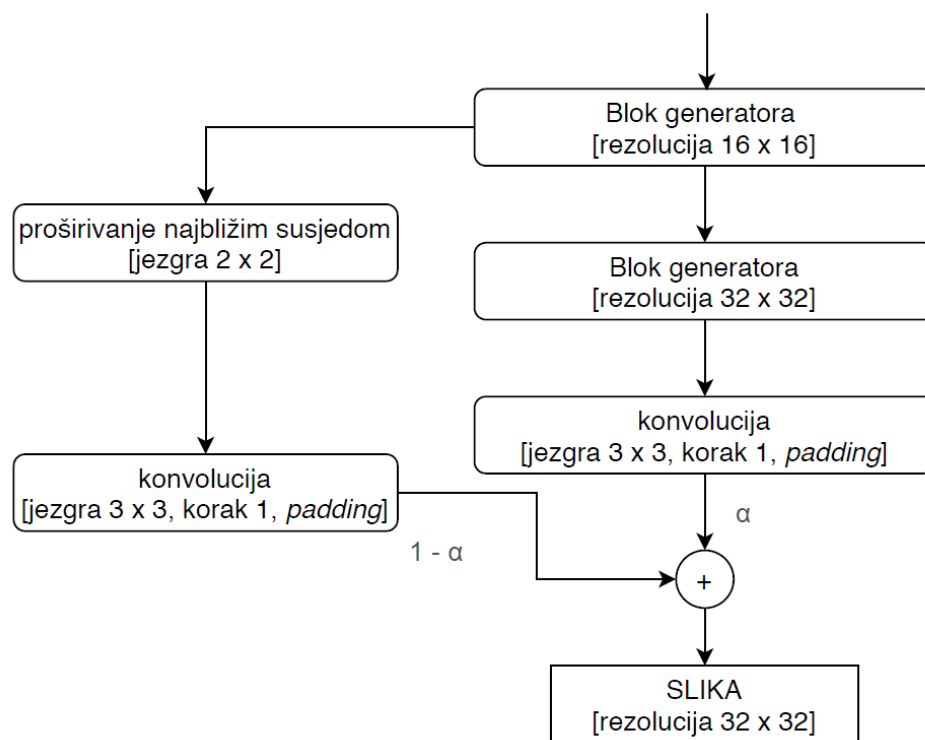 Blok generatora
[rezolucija 16 x 16]
proširivanje najbližim susjedom
[jezgra 2 x 2]
Blok generatora
[rezolucija 32 x 32]
konvolucija
[jezgra 3 x 3, korak 1, padding]
konvolucija
[jezgra 3 x 3, korak 1, padding]
α
1 - α
+
SLIKA
[rezolucija 32 x 32]